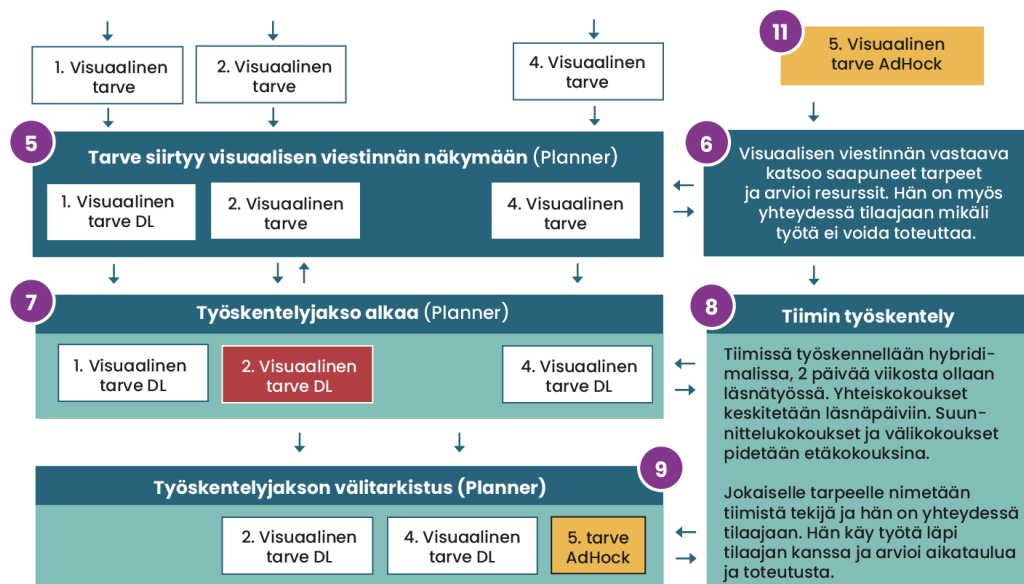 1. Visuaalinen
tarve
2. Visuaalinen
tarve
4. Visuaalinen
tarve
11
5. Visuaalinen
tarve AdHock
5
Tarve siirtyy visuaalisen viestinnän näkymään (Planner)
1. Visuaalinen
tarve DL
2. Visuaalinen
tarve
4. Visuaalinen
tarve
6
Visuaalisen viestinnän vastaava
katsoo saapuneet tarpeet
ja arvioi resurssit. Hän on myös
yhteydessä tilaajaan mikäli
työtä ei voida toteuttaa.
7
Työskentelyjakso alkaa (Planner)
1. Visuaalinen
tarve DL
2. Visuaalinen
tarve DL
4. Visuaalinen
tarve DL
8
Tiimin työskentely
Tiimissä työskennellään hybridi-
malissa, 2 päivää viikosta ollaan
läsnätyössä. Yhteiskokoukset
keskitetään läsnäpäiviin. Suun-
nittelukokoukset ja välikokoukset
pidetään etäkokouksina.
Jokaiselle tarpeelle nimetään
tiimistä tekijä ja hän on yhteydessä
tilaajaan. Hän käy työtä läpi
tilaajan kanssa ja arvioi aikataulua
ja toteutusta.
9
Työskentelyjakson välitarkistus (Planner)
2. Visuaalinen
tarve DL
4. Visuaalinen
tarve DL
5. tarve
AdHock